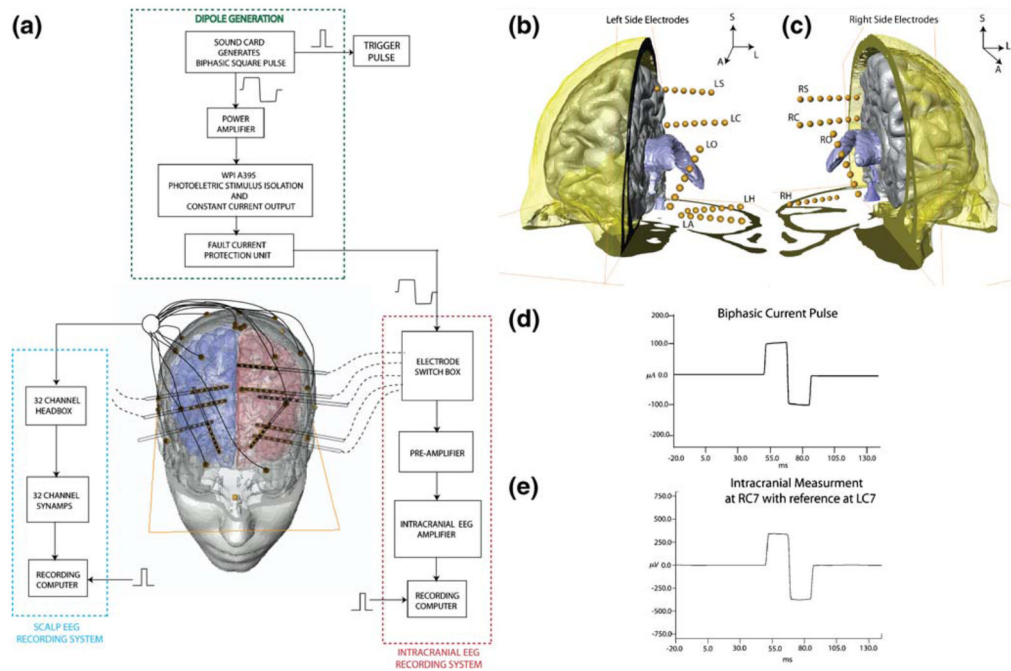 (a)
DIPOLE GENERATION
SOUND CARD
GENERATES
BIPHASIC SQUARE PULSE
TRIGGER
PULSE
POWER
AMPLIFIER
WPI A395
PHOTOELETRIC STIMULUS ISOLATION
AND
CONSTANT CURRENT OUTPUT
FAULT CURRENT
PROTECTION UNIT
ELECTRODE
SWITCH BOX
32 CHANNEL
HEADBOX
PRE-AMPLIFIER
32 CHANNEL
SYNAMPS
INTRACRANIAL EEG
AMPLIFIER
RECORDING
COMPUTER
RECORDING
COMPUTER
SCALP EEG
RECORDING SYSTEM
INTRACRANIAL EEG
RECORDING SYSTEM
(b)
Left Side Electrodes
S
L
A
LS
LC
LO
LH
LA
(c)
Right Side Electrodes
S
L
A
RS
RC
RO
RH
(d)
Biphasic Current Pulse
200.0
100.0
μA 0.0
-100.0
-200.0
-20.0 5.0 30.0 55.0 80.0 105.0 135.0
ms
(e)
Intracranial Measurment
at RC7 with reference at LC7
750.0
500.0
250.0
μV 0.0
-250.0
-500.0
-750.0
-20.0 5.0 30.0 55.0 80.0 105.0 135.0
ms